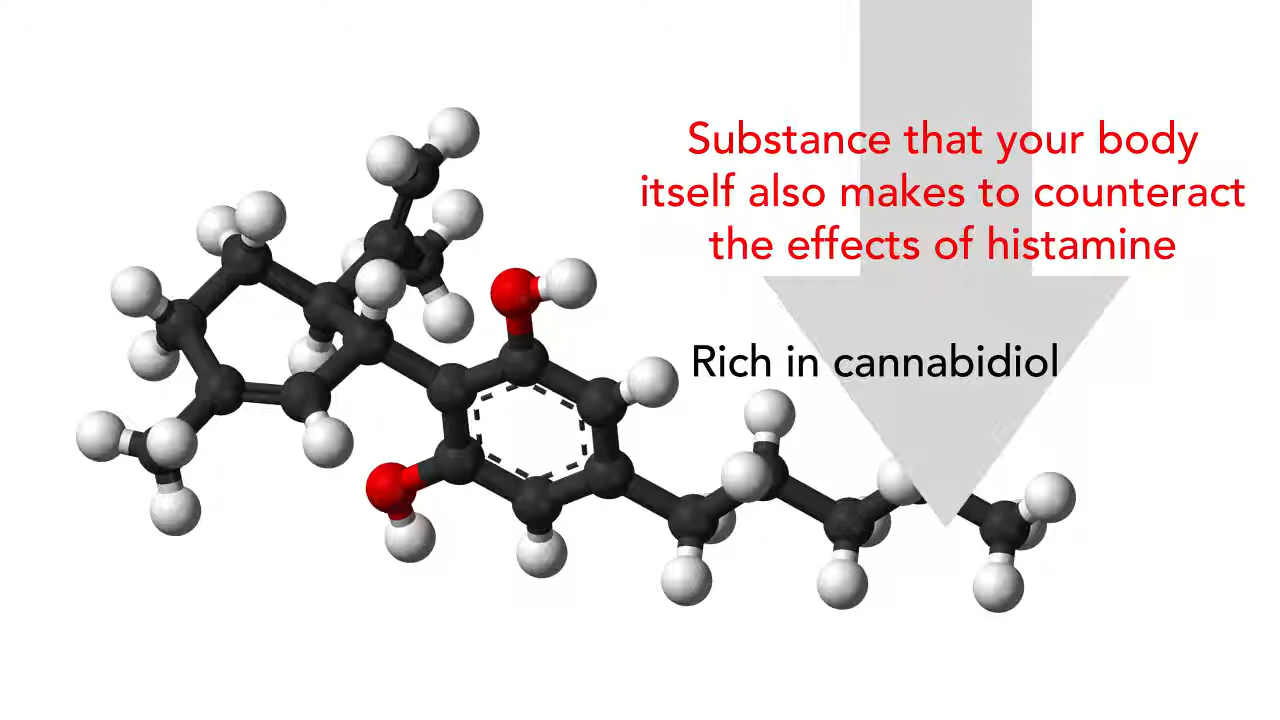 Substance that your body
itself also makes to counteract
the effects of histamine
Rich in cannabidiol